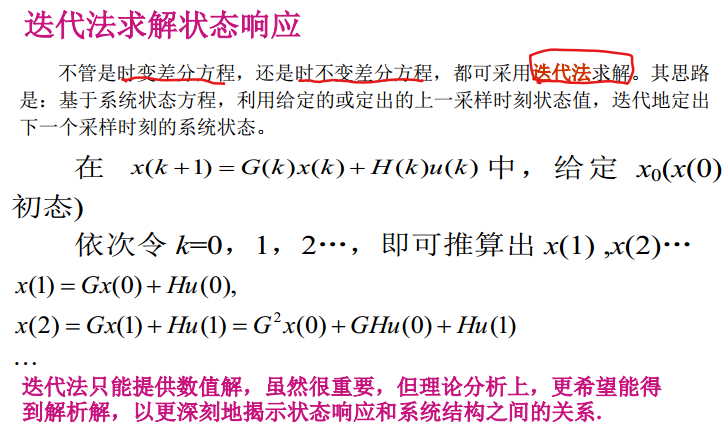 迭代法求解状态响应
不管是时变差分方程，还是时不变差分方程，都可采用迭代法求解。其思路
是：基于系统状态方程，利用给定的或定出的上一采样时刻状态值，迭代地定出
下一个采样时刻的系统状态。
在 x(k+1)=G(k)x(k)+H(k)u(k) 中，给定 x₀(x(0)
初态)
依次令 k=0，1，2…，即可推算出 x(1) ,x(2)…
x(1) = Gx(0) + Hu(0),
x(2) = Gx(1) + Hu(1) = G²x(0) + GHu(0) + Hu(1)
…
迭代法只能提供数值解，虽然很重要，但理论分析上，更希望能得
到解析解，以更深刻地揭示状态响应和系统结构之间的关系.